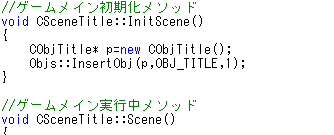 //ゲームメイン初期化メソッド
void CSceneTitle::InitScene()
{
    CObjTitle* p=new CObjTitle();
    Objs::InsertObj(p,OBJ_TITLE,1);
}
//ゲームメイン実行中メソッド
void CSceneTitle::Scene()
{